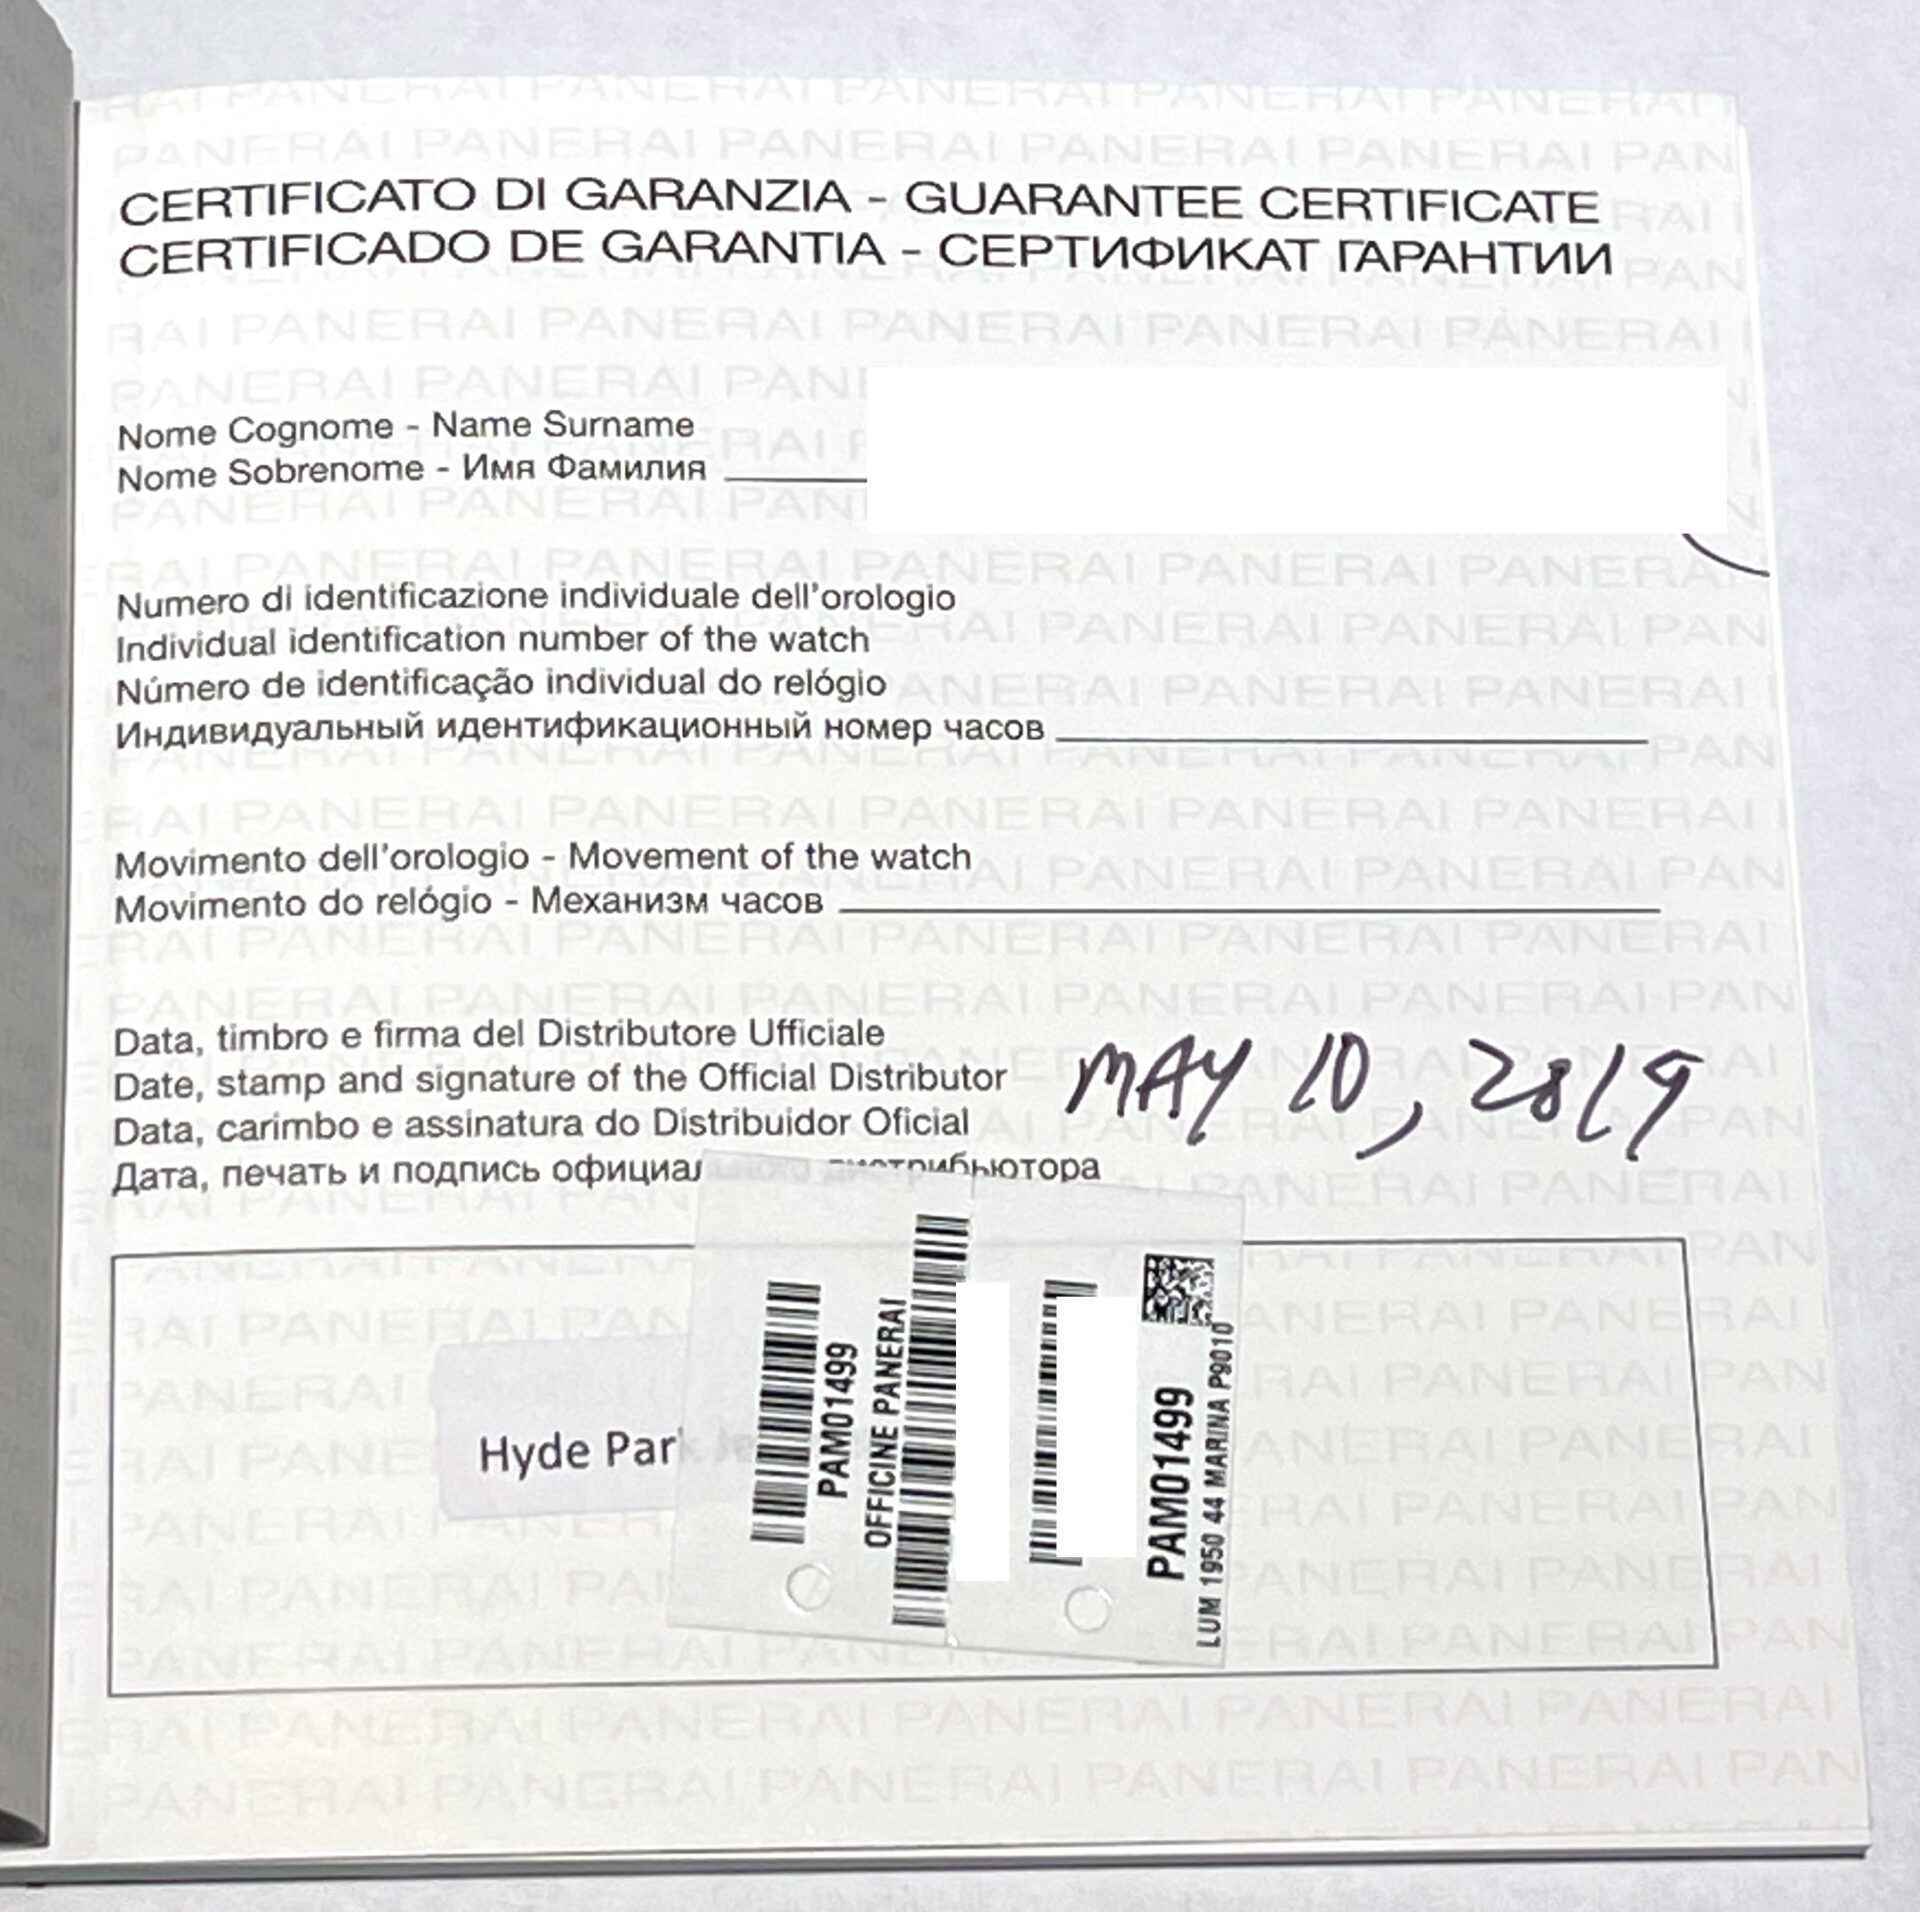 CERTIFICATO DI GARANZIA - GUARANTEE CERTIFICATE
CERTIFICADO DE GARANTIA - СЕРТИФИКАТ ГАРАНТИИ
Nome Cognome - Name Surname
Nome Sobrenome - Имя Фамилия
Numero di identificazione individuale dell'orologio
Individual identification number of the watch
Número de identificação individual do relógio
Индивидуальный идентификационный номер часов
Movimento dell'orologio - Movement of the watch
Movimento do relógio - Механизм часов
Data, timbro e firma del Distributore Ufficiale
Date, stamp and signature of the Official Distributor
Data, carimbo e assinatura do Distribuidor Oficial
Дата, печать и подпись официального дистрибьютора
MAY 10, 2019
Hyde Park Je
PAM01499
OFFICINE PANERAI
PAM01499
LUM 1950 44 MARINA P9010